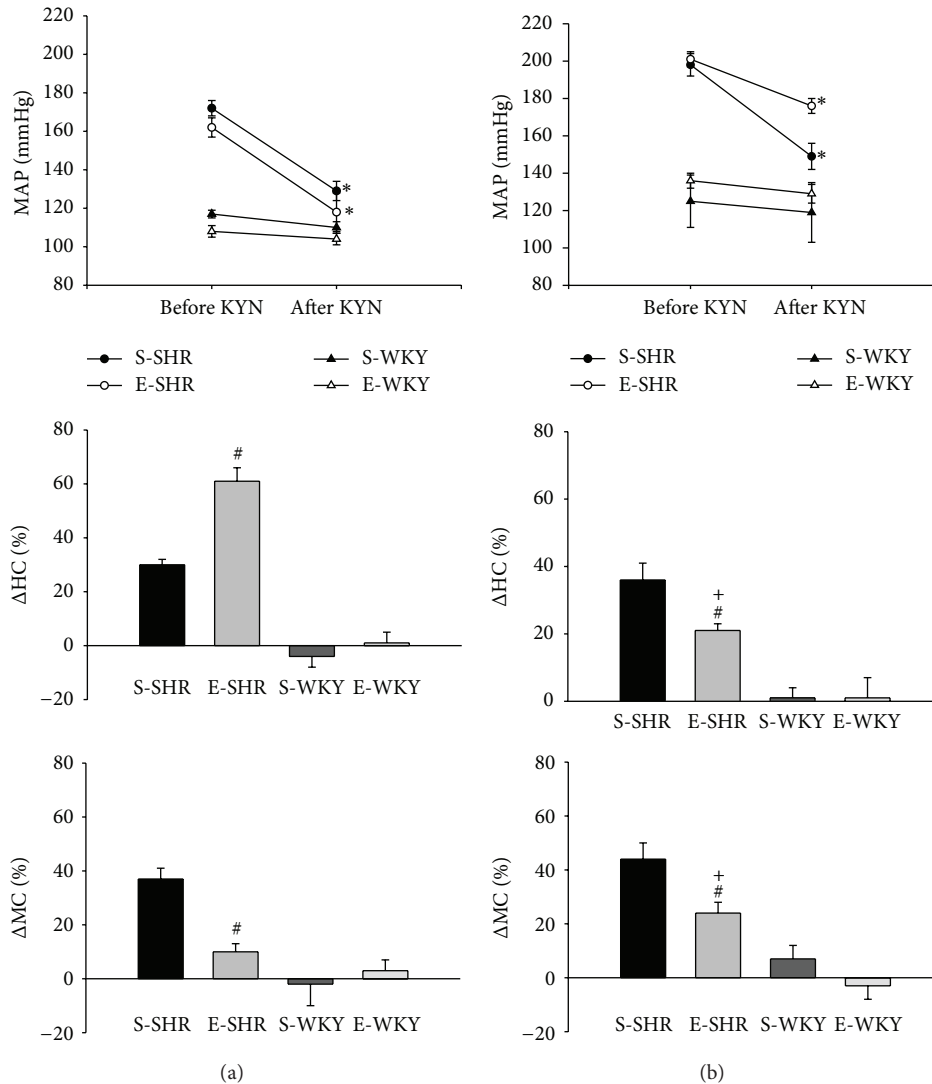 220
200
180
160
140
120
100
80
MAP (mmHg)
*
*
Before KYN After KYN
S-SHR S-WKY
E-SHR E-WKY
220
200
180
160
140
120
100
80
MAP (mmHg)
*
*
Before KYN After KYN
S-SHR S-WKY
E-SHR E-WKY
80
60
40
20
0
−20
ΔHC (%)
#
S-SHR E-SHR S-WKY E-WKY
80
60
40
20
0
ΔHC (%)
+
#
S-SHR E-SHR S-WKY E-WKY
80
60
40
20
0
−20
ΔMC (%)
#
S-SHR E-SHR S-WKY E-WKY
80
60
40
20
0
−20
ΔMC (%)
+
#
S-SHR E-SHR S-WKY E-WKY
(a)
(b)